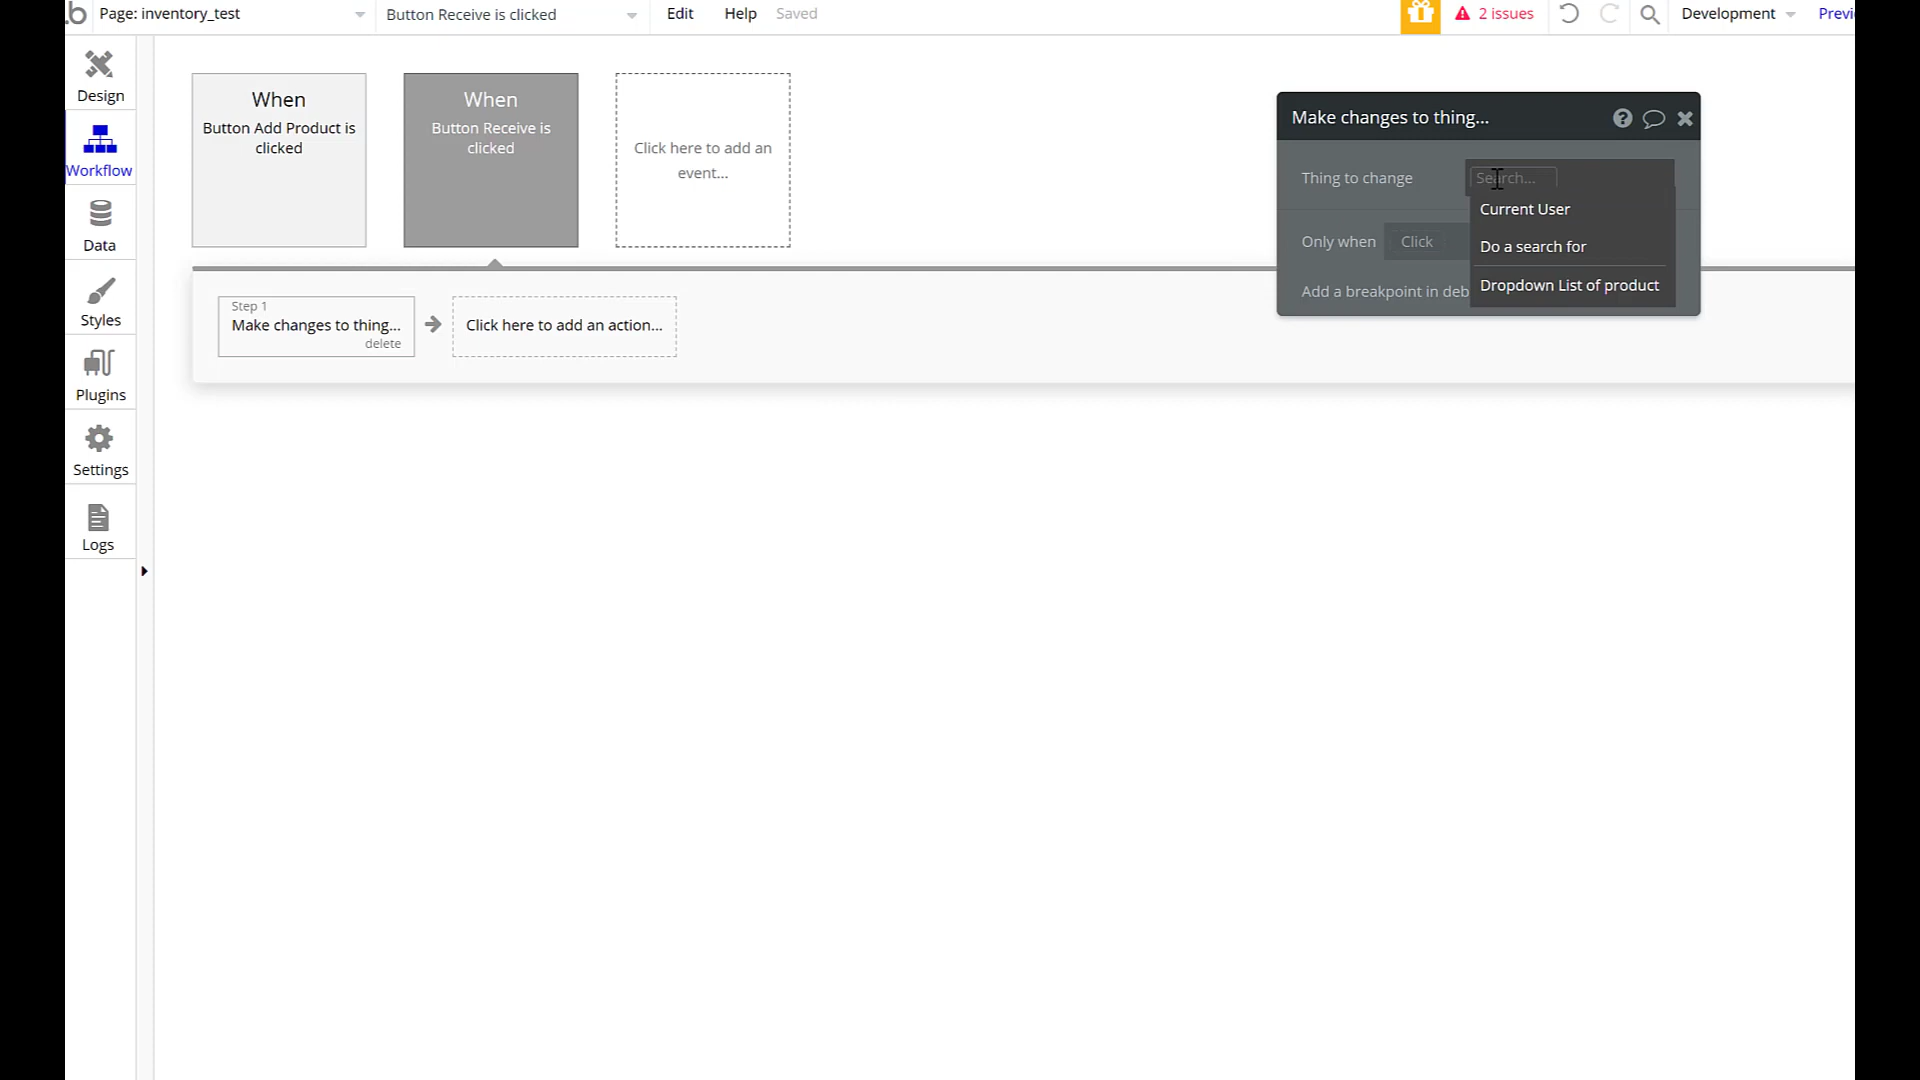 .b Page: inventory_test Button Receive is clicked Edit Help Saved 2 issues Development
Design
Workflow
Data
Styles
Plugins
Settings
Logs
When
Button Add Product is
clicked
When
Button Receive is
clicked
Click here to add an
event...
Step 1
Make changes to thing...
delete
Click here to add an action...
Make changes to thing...
Thing to change Search...
Current User
Do a search for
Dropdown List of product
Only when Click
Add a breakpoint in deb